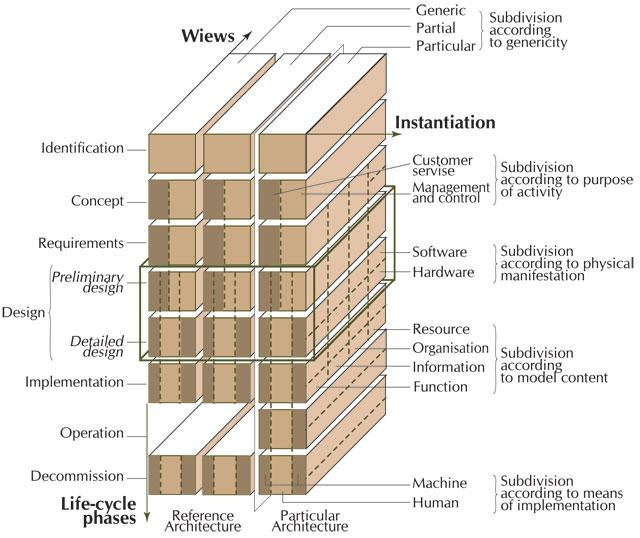 Generic
Partial
Particular
Subdivision
according
to genericity
Wiews
Instantiation
Identification
Customer
servise
Management
and control
Subdivision
according to purpose
of activity
Concept
Requirements
Software
Hardware
Subdivision
according to physical
manifestation
Design
Preliminary
design
Detailed
design
Resource
Organisation
Information
Function
Subdivision
according
to model content
Implementation
Operation
Decommission
Machine
Human
Subdivision
according to means
of implementation
Life-cycle
phases
Reference
Architecture
Particular
Architecture